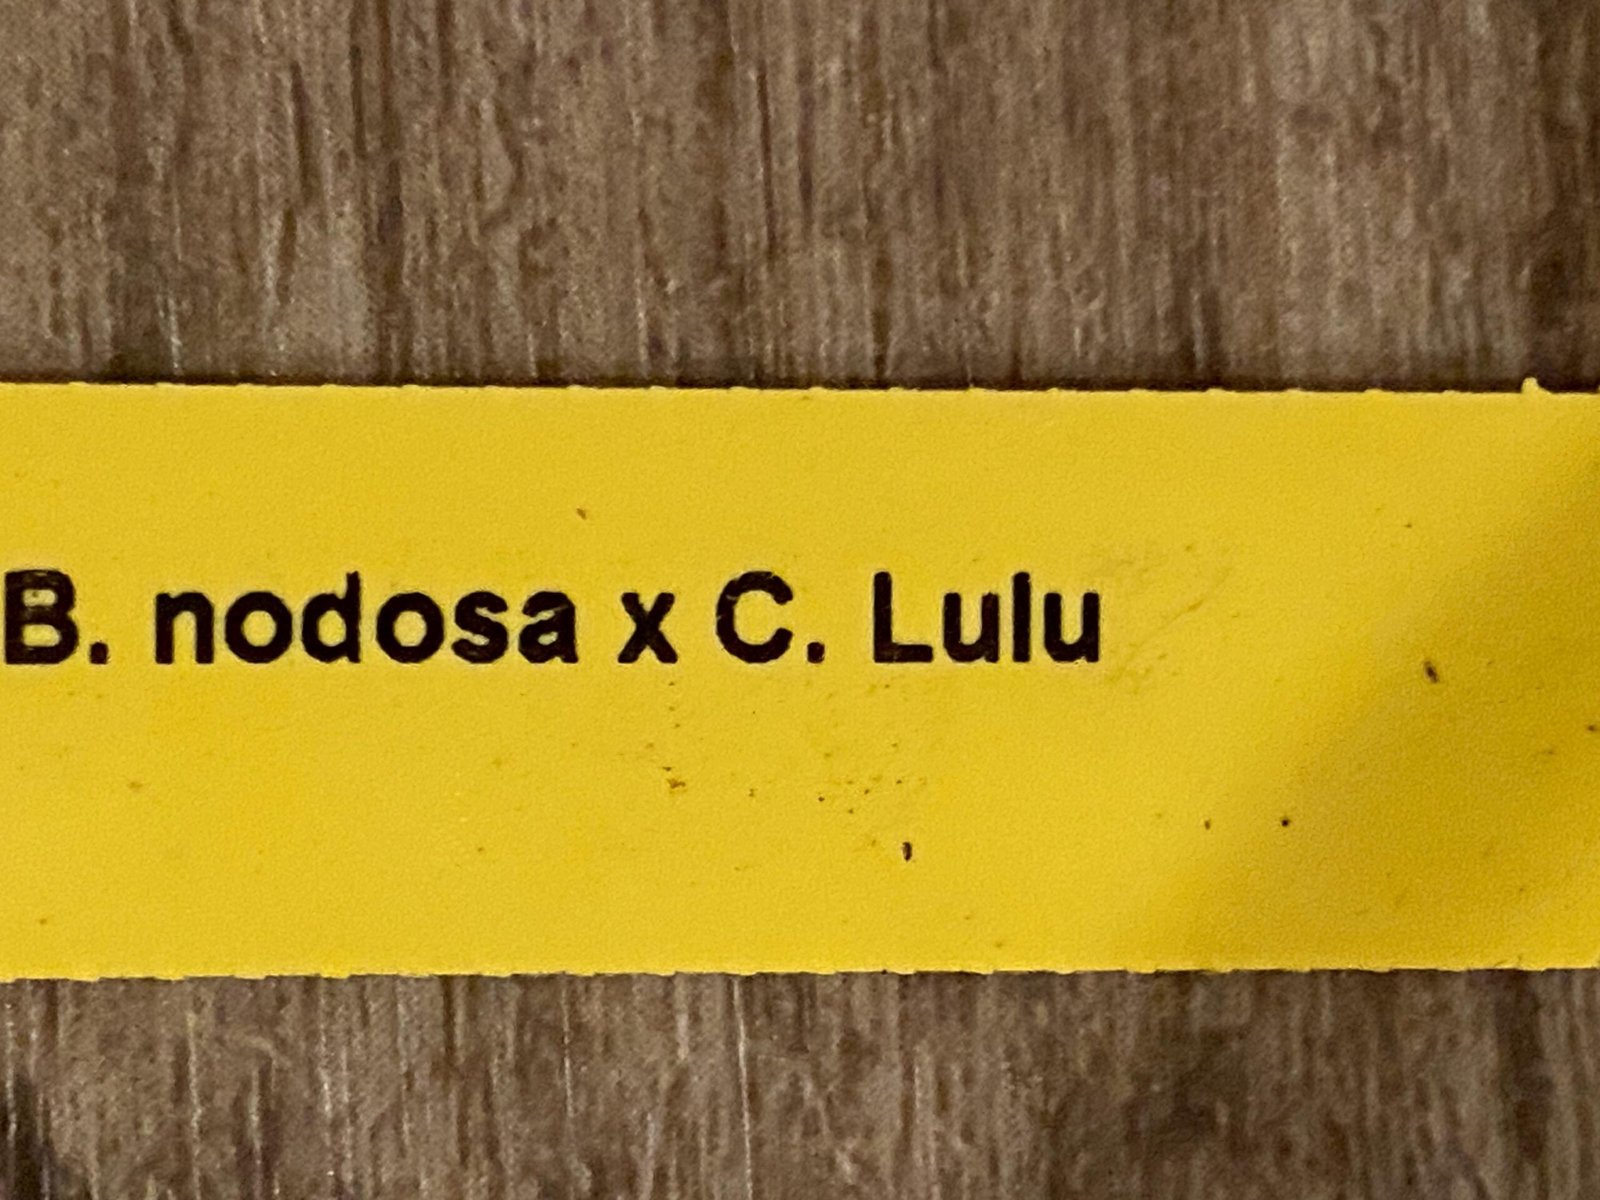 B. nodosa x C. Lulu